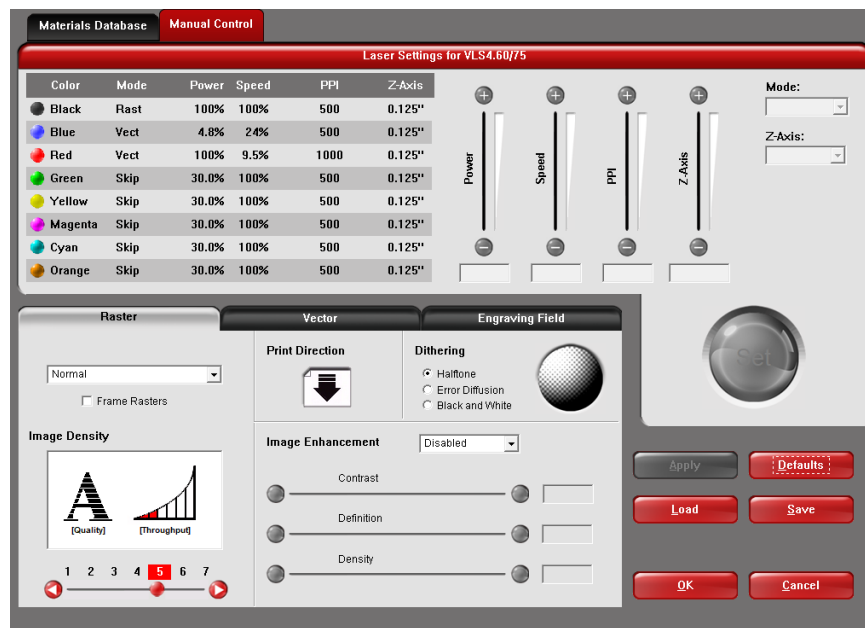 Materials Database Manual Control
Laser Settings for VLS4.60/75
Color Mode Power Speed PPI Z-Axis
Black Rast 100% 100% 500 0.125"
Blue Vect 4.8% 24% 500 0.125"
Red Vect 100% 9.5% 1000 0.125"
Green Skip 30.0% 100% 500 0.125"
Yellow Skip 30.0% 100% 500 0.125"
Magenta Skip 30.0% 100% 500 0.125"
Cyan Skip 30.0% 100% 500 0.125"
Orange Skip 30.0% 100% 500 0.125"
Power Speed PPI Z-Axis
Mode:
Z-Axis:
Set
Raster Vector Engraving Field
Normal
Frame Rasters
Image Density
A
[Quality] [Throughput]
1 2 3 4 5 6 7
Print Direction
Dithering
Halftone
Error Diffusion
Black and White
Image Enhancement Disabled
Contrast
Definition
Density
Apply Defaults
Load Save
OK Cancel